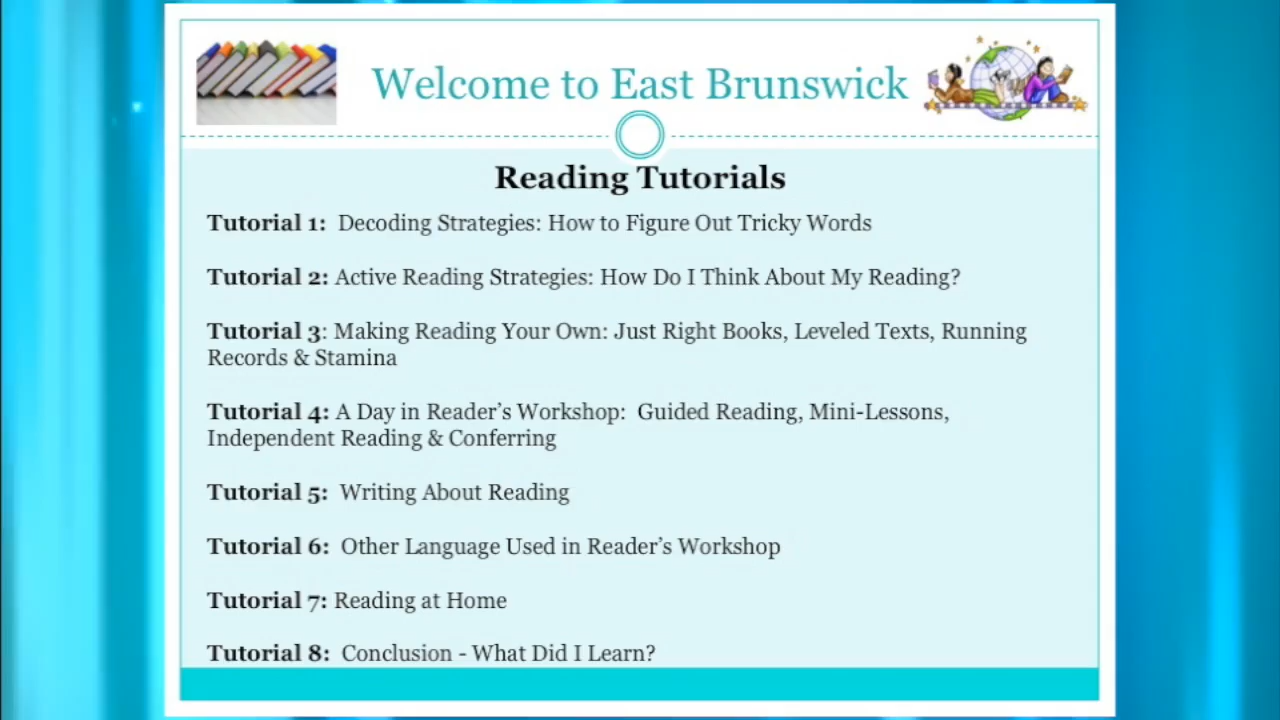 Welcome to East Brunswick
Reading Tutorials
Tutorial 1: Decoding Strategies: How to Figure Out Tricky Words
Tutorial 2: Active Reading Strategies: How Do I Think About My Reading?
Tutorial 3: Making Reading Your Own: Just Right Books, Leveled Texts, Running
Records & Stamina
Tutorial 4: A Day in Reader’s Workshop: Guided Reading, Mini-Lessons,
Independent Reading & Conferring
Tutorial 5: Writing About Reading
Tutorial 6: Other Language Used in Reader’s Workshop
Tutorial 7: Reading at Home
Tutorial 8: Conclusion - What Did I Learn?